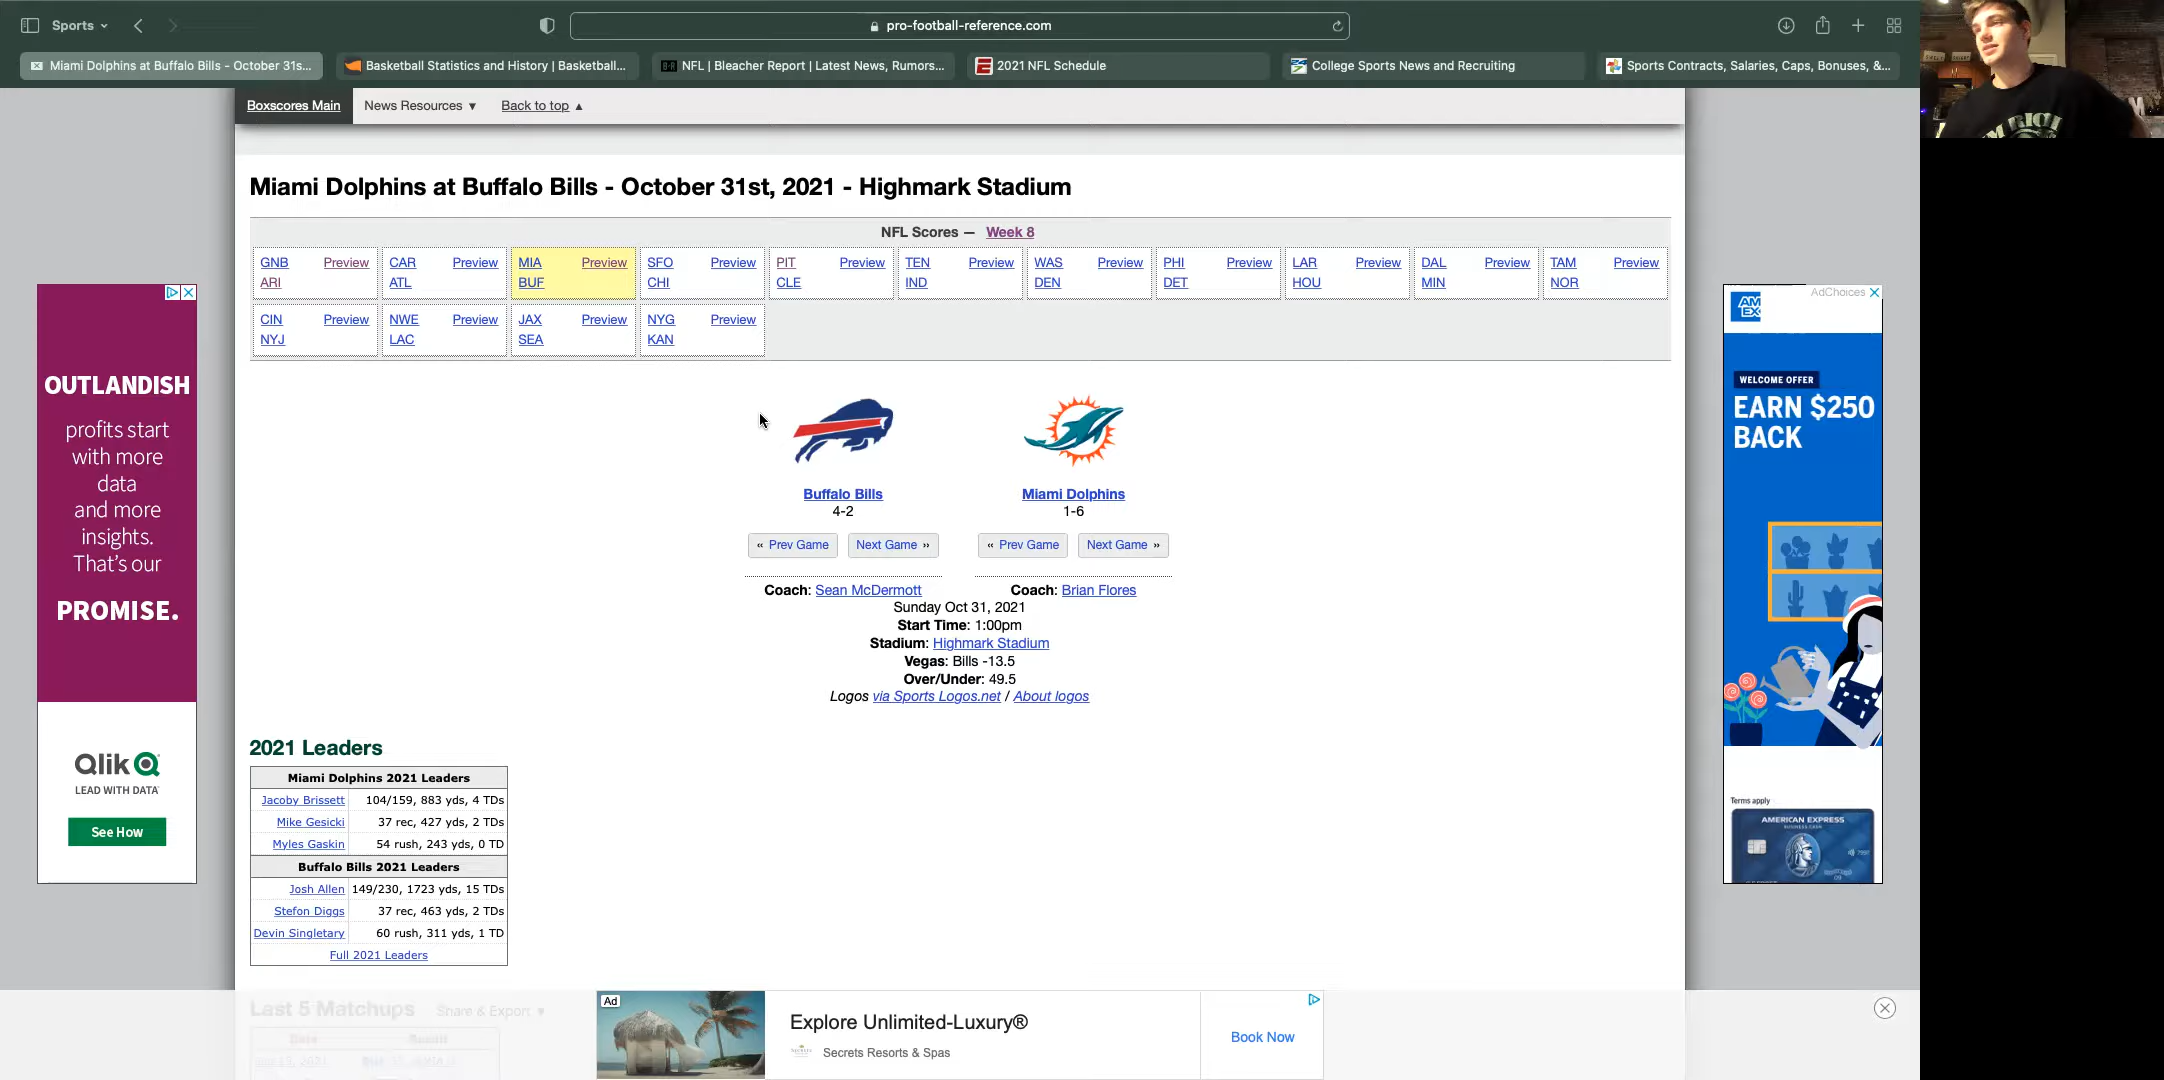 Sports
pro-football-reference.com
Miami Dolphins at Buffalo Bills - October 31s...
Basketball Statistics and History | Basketball...
B/R NFL | Bleacher Report | Latest News, Rumors...
2021 NFL Schedule
College Sports News and Recruiting
Sports Contracts, Salaries, Caps, Bonuses, &...
Boxscores Main News Resources ▼ Back to top ▲
Miami Dolphins at Buffalo Bills - October 31st, 2021 - Highmark Stadium
NFL Scores — Week 8
GNB Preview CAR Preview MIA Preview SFO Preview PIT Preview TEN Preview WAS Preview PHI Preview LAR Preview DAL Preview TAM Preview
ARI ATL BUF CHI CLE IND DEN DET HOU MIN NOR
CIN Preview NWE Preview JAX Preview NYG Preview
NYJ LAC SEA KAN
Buffalo Bills Miami Dolphins
4-2 1-6
« Prev Game Next Game » « Prev Game Next Game »
Coach: Sean McDermott Coach: Brian Flores
Sunday Oct 31, 2021
Start Time: 1:00pm
Stadium: Highmark Stadium
Vegas: Bills -13.5
Over/Under: 49.5
Logos via Sports Logos.net / About logos
2021 Leaders
Miami Dolphins 2021 Leaders
Jacoby Brissett 104/159, 883 yds, 4 TDs
Mike Gesicki 37 rec, 427 yds, 2 TDs
Myles Gaskin 54 rush, 243 yds, 0 TD
Buffalo Bills 2021 Leaders
Josh Allen 149/230, 1723 yds, 15 TDs
Stefon Diggs 37 rec, 463 yds, 2 TDs
Devin Singletary 60 rush, 311 yds, 1 TD
Full 2021 Leaders
Last 5 Matchups Share & Export ▼
Date Result
OUTLANDISH
profits start
with more
data
and more
insights.
That's our
PROMISE.
Qlik
LEAD WITH DATA
See How
AdChoices
AM
EX
WELCOME OFFER
EARN $250
BACK
Terms apply
AMERICAN EXPRESS
BUSINESS CASH
Ad
Explore Unlimited-Luxury®
SECRETS
Secrets Resorts & Spas
Book Now
M RICH